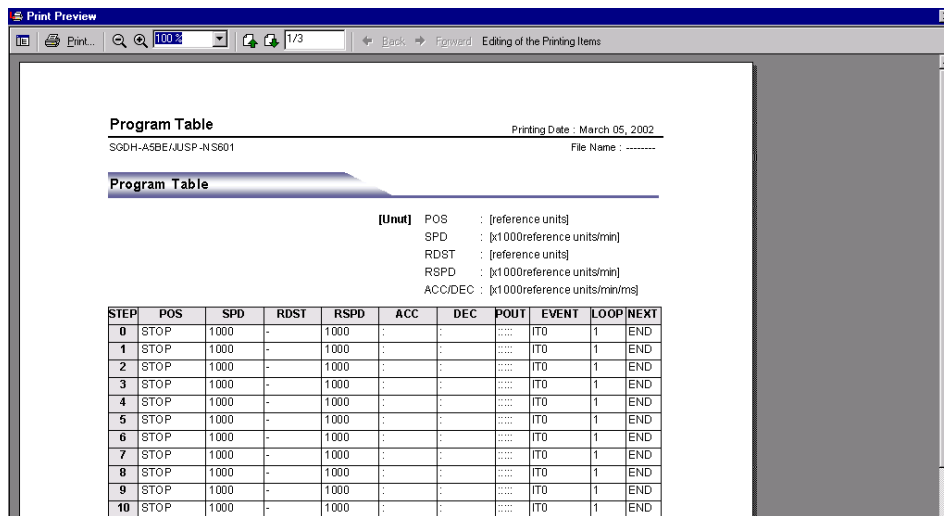 Print Preview
Print... 100 % 1/3 Back Forward Editing of the Printing Items
Program Table Printing Date : March 05, 2002
SGDH-A5BE/JUSP-NS601 File Name : --------
Program Table
[Unut] POS : [reference units]
SPD : [x1000reference units/min]
RDST : [reference units]
RSPD : [x1000reference units/min]
ACC/DEC : [x1000reference units/min/ms]
STEP POS SPD RDST RSPD ACC DEC POUT EVENT LOOP NEXT
0 STOP 1000 - 1000 : : ::::: IT0 1 END
1 STOP 1000 - 1000 : : ::::: IT0 1 END
2 STOP 1000 - 1000 : : ::::: IT0 1 END
3 STOP 1000 - 1000 : : ::::: IT0 1 END
4 STOP 1000 - 1000 : : ::::: IT0 1 END
5 STOP 1000 - 1000 : : ::::: IT0 1 END
6 STOP 1000 - 1000 : : ::::: IT0 1 END
7 STOP 1000 - 1000 : : ::::: IT0 1 END
8 STOP 1000 - 1000 : : ::::: IT0 1 END
9 STOP 1000 - 1000 : : ::::: IT0 1 END
10 STOP 1000 - 1000 : : ::::: IT0 1 END